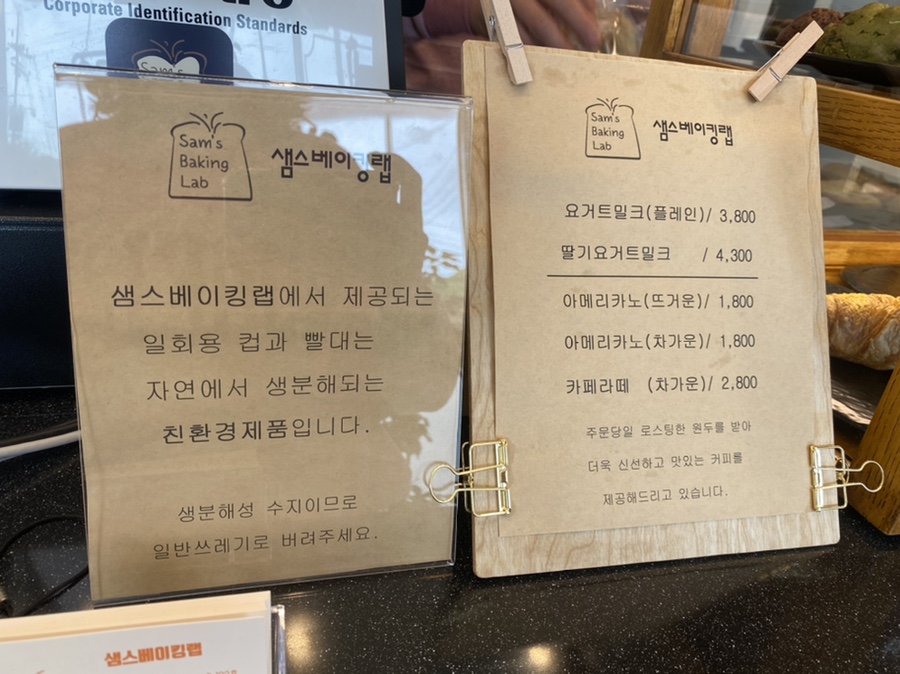 Corporate Identification Standards
Sam's
Sam's
Baking
Lab
샘스베이킹랩
샘스베이킹랩에서 제공되는
일회용 컵과 빨대는
자연에서 생분해되는
친환경제품입니다.
생분해성 수지이므로
일반쓰레기로 버려주세요.
Sam's
Baking
Lab
샘스베이킹랩
요거트밀크(플레인)/ 3,800
딸기요거트밀크 / 4,300
아메리카노(뜨거운)/ 1,800
아메리카노(차가운)/ 1,800
카페라떼 (차가운)/ 2,800
주문당일 로스팅한 원두를 받아
더욱 신선하고 맛있는 커피를
제공해드리고 있습니다.
샘스베이킹랩